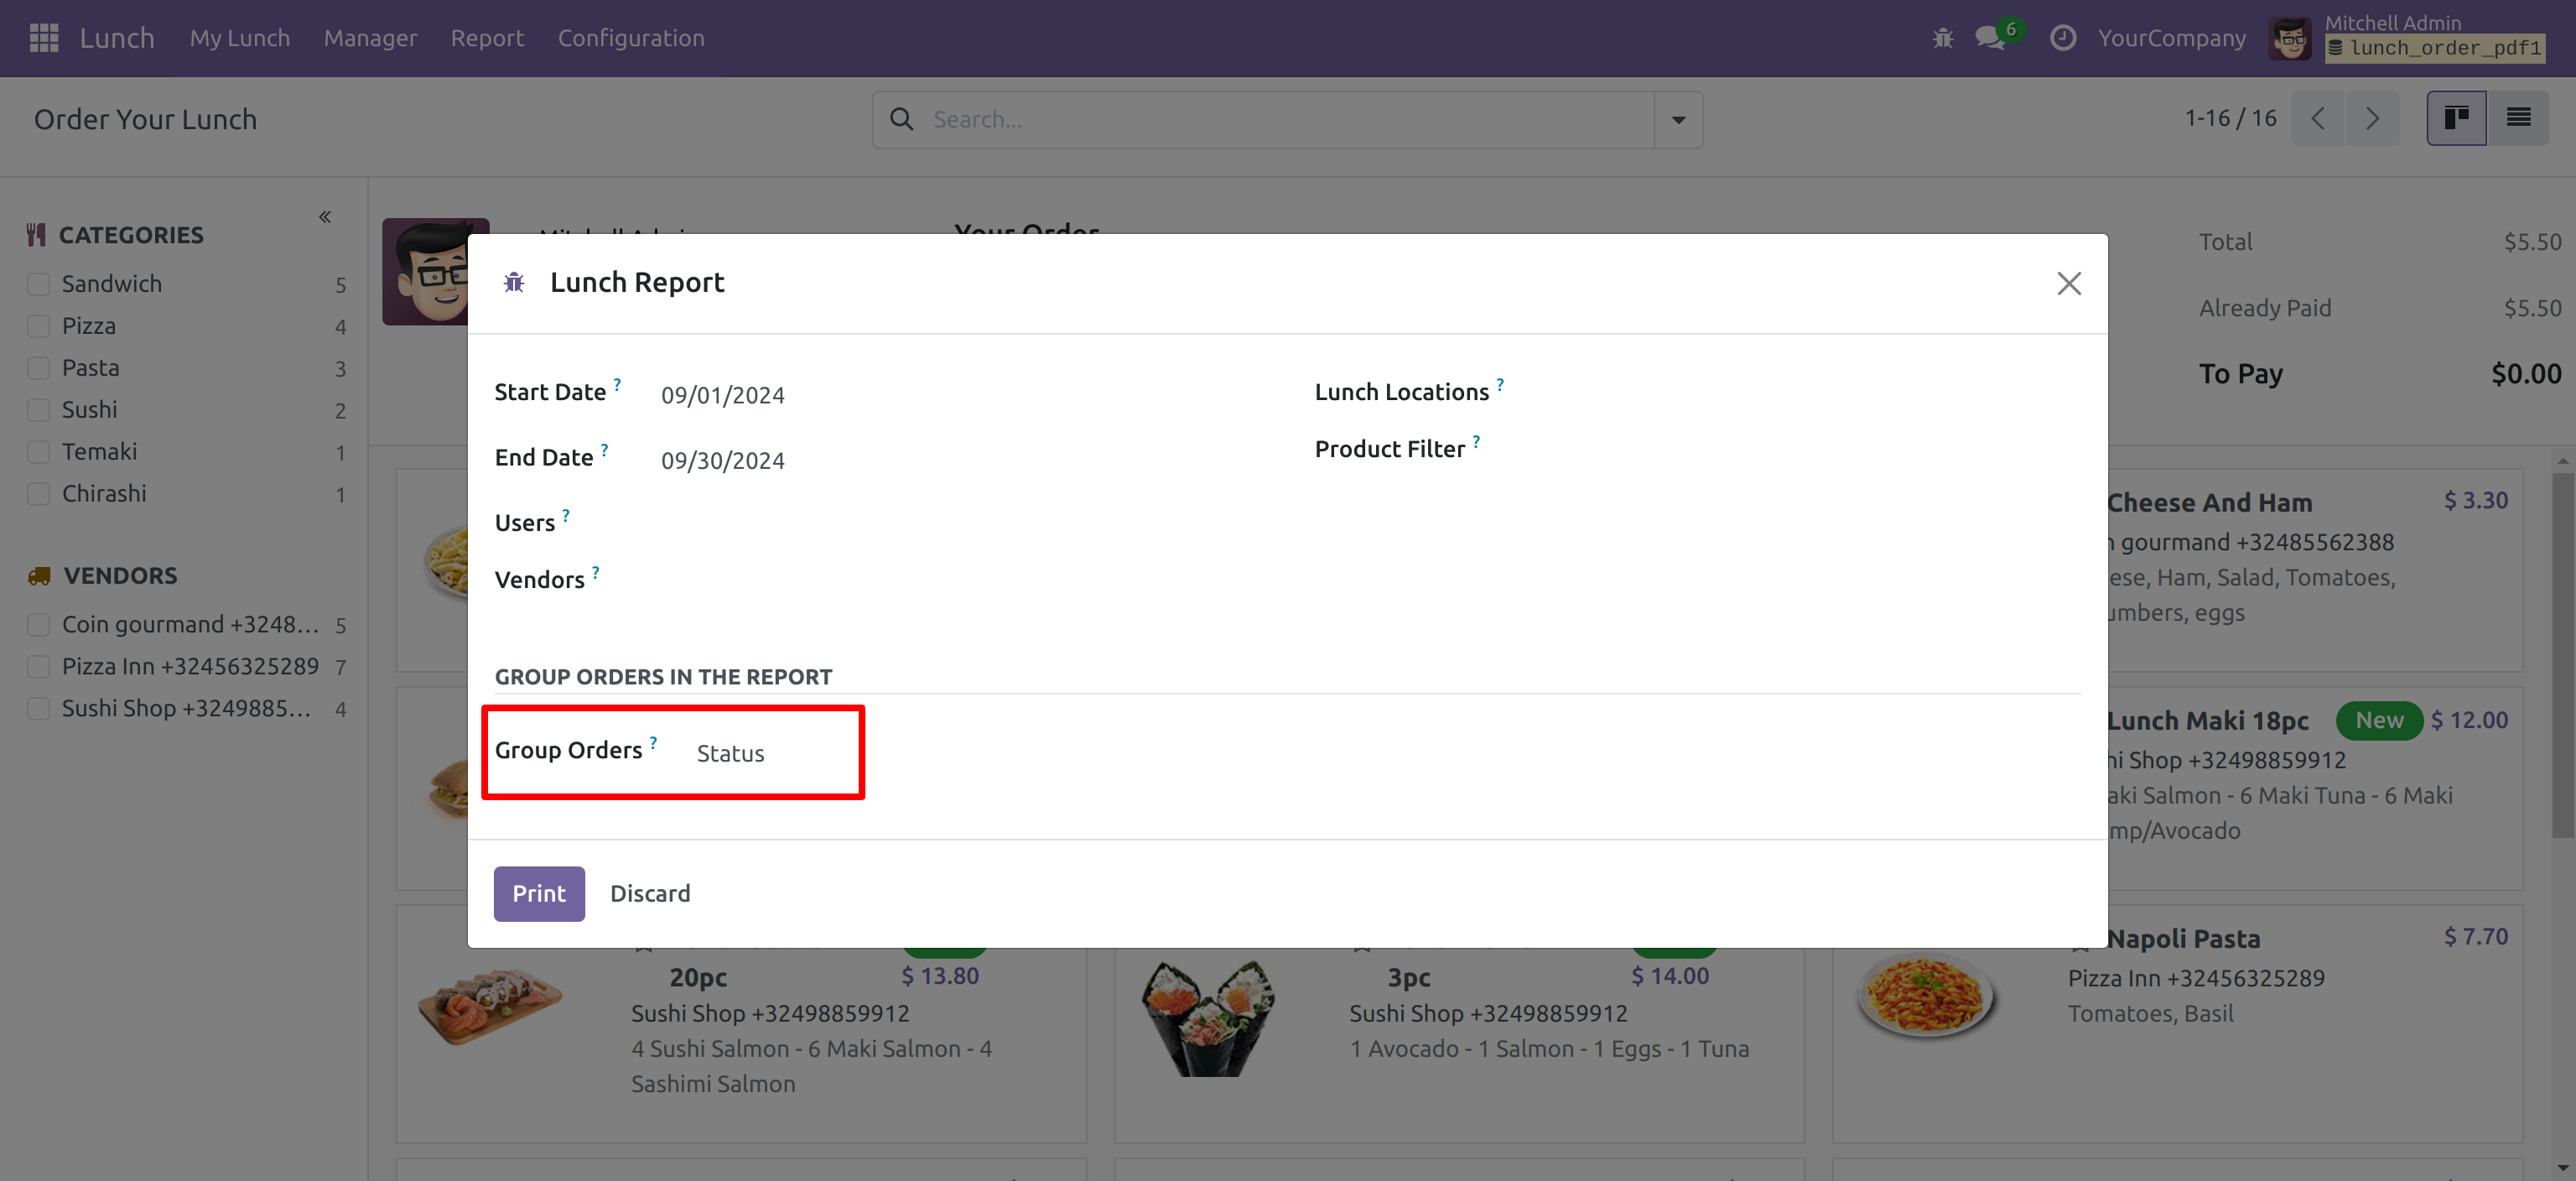 Lunch My Lunch Manager Report Configuration 6 YourCompany Mitchell Admin
lunch_order_pdf1
Order Your Lunch Search... 1-16 / 16
CATEGORIES
Sandwich 5
Pizza 4
Pasta 3
Sushi 2
Temaki 1
Chirashi 1
VENDORS
Coin gourmand +3248... 5
Pizza Inn +32456325289 7
Sushi Shop +3249885... 4
Mitchell Admin
Your Order
Total $5.50
Already Paid $5.50
To Pay $0.00
Lunch Report
Start Date ? 09/01/2024
End Date ? 09/30/2024
Users ?
Vendors ?
Lunch Locations ?
Product Filter ?
GROUP ORDERS IN THE REPORT
Group Orders ? Status
Print Discard
Cheese And Ham $ 3.30
gourmand +32485562388
ese, Ham, Salad, Tomatoes,
umbers, eggs
Lunch Maki 18pc New $ 12.00
hi Shop +32498859912
aki Salmon - 6 Maki Tuna - 6 Maki
mp/Avocado
20pc $ 13.80
Sushi Shop +32498859912
4 Sushi Salmon - 6 Maki Salmon - 4
Sashimi Salmon
3pc $ 14.00
Sushi Shop +32498859912
1 Avocado - 1 Salmon - 1 Eggs - 1 Tuna
Napoli Pasta $ 7.70
Pizza Inn +32456325289
Tomatoes, Basil